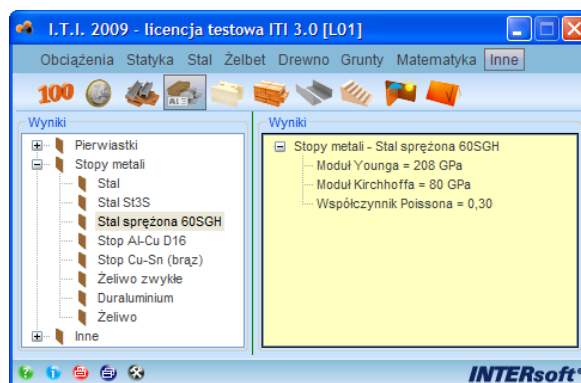 I.T.I. 2009 - licencja testowa ITI 3.0 [L01]
Obciążenia Statyka Stal Żelbet Drewno Grunty Matematyka Inne
100
Wyniki
Pierwiastki
Stopy metali
Stal
Stal St3S
Stal sprężona 60SGH
Stop Al-Cu D16
Stop Cu-Sn (brąz)
Żeliwo zwykłe
Duraluminium
Żeliwo
Inne
Wyniki
Stopy metali - Stal sprężona 60SGH
Moduł Younga = 208 GPa
Moduł Kirchhoffa = 80 GPa
Współczynnik Poissona = 0,30
INTERsoft